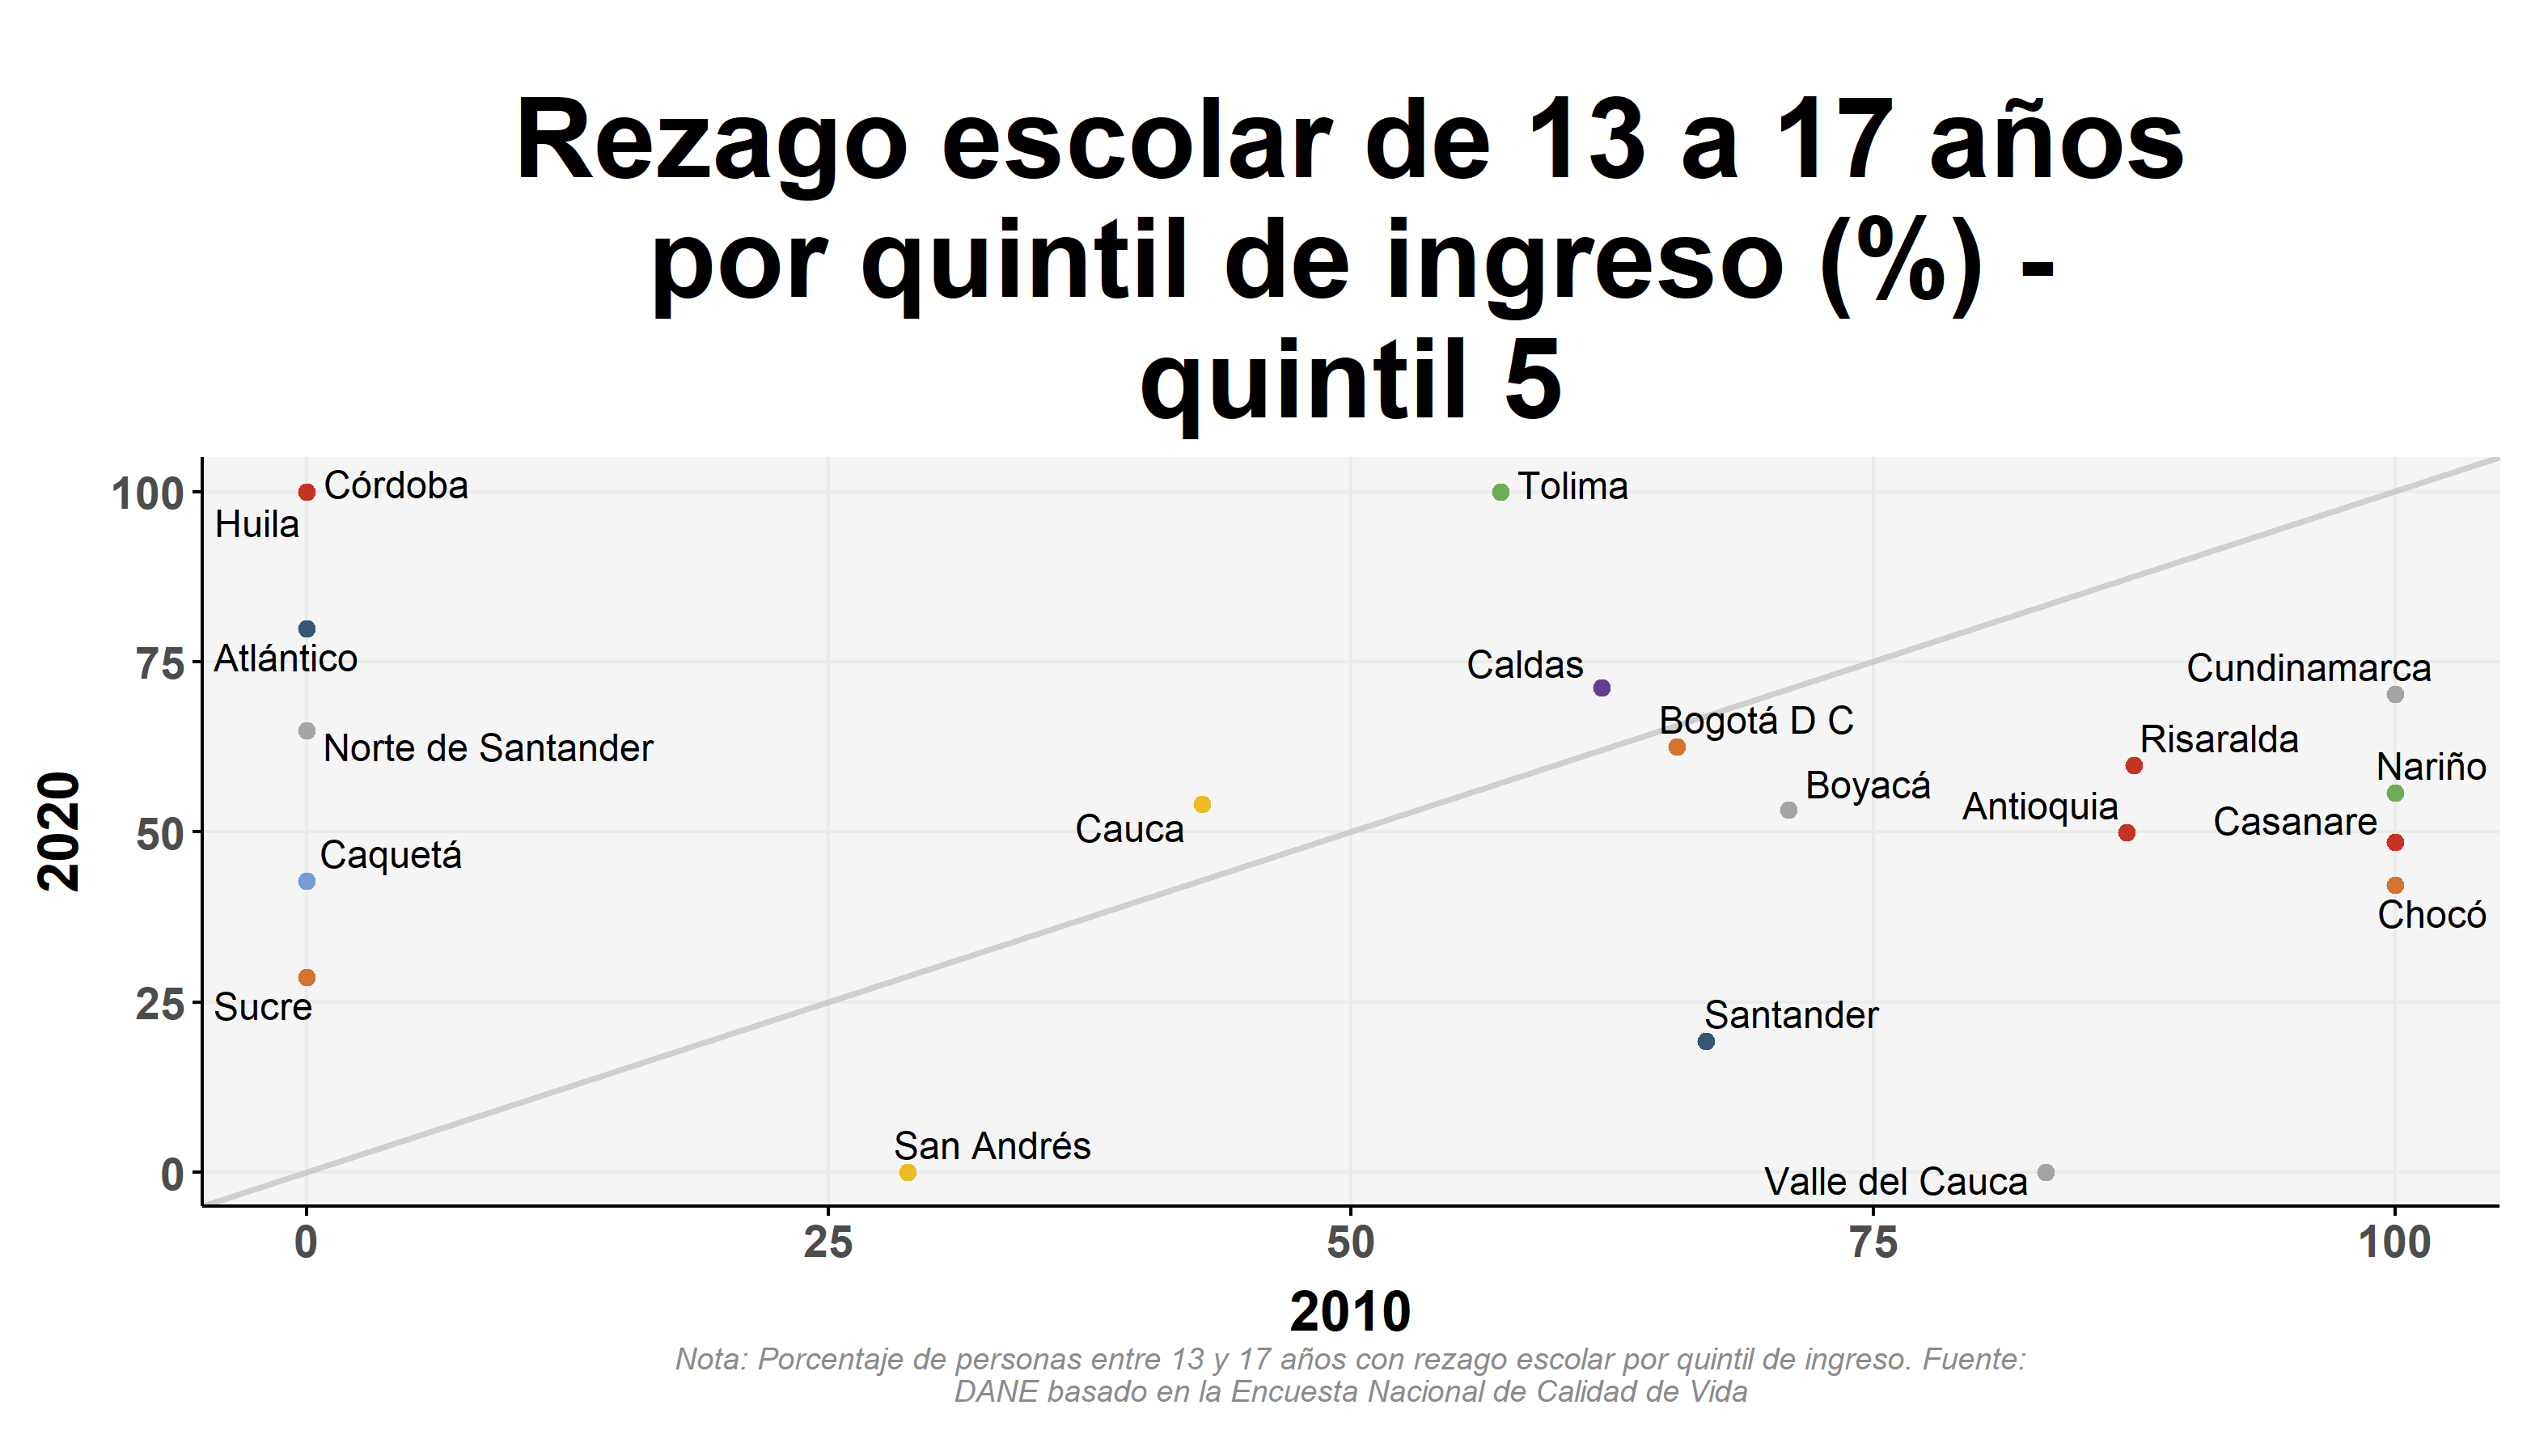 Rezago escolar de 13 a 17 años
por quintil de ingreso (%) -
quintil 5
100
75
50
25
0
2020
Córdoba
Tolima
Huila
Atlántico
Caldas
Cundinamarca
Bogotá D C
Norte de Santander
Risaralda
Nariño
Boyacá
Antioquia
Casanare
Cauca
Caquetá
Chocó
Sucre
Santander
San Andrés
Valle del Cauca
0
25
50
75
100
2010
Nota: Porcentaje de personas entre 13 y 17 años con rezago escolar por quintil de ingreso. Fuente:
DANE basado en la Encuesta Nacional de Calidad de Vida